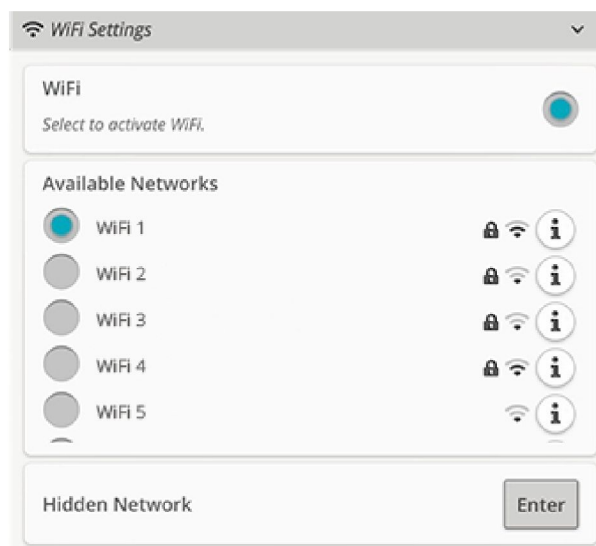 WiFi Settings
WiFi
Select to activate WiFi.
Available Networks
WiFi 1
WiFi 2
WiFi 3
WiFi 4
WiFi 5
Hidden Network
Enter